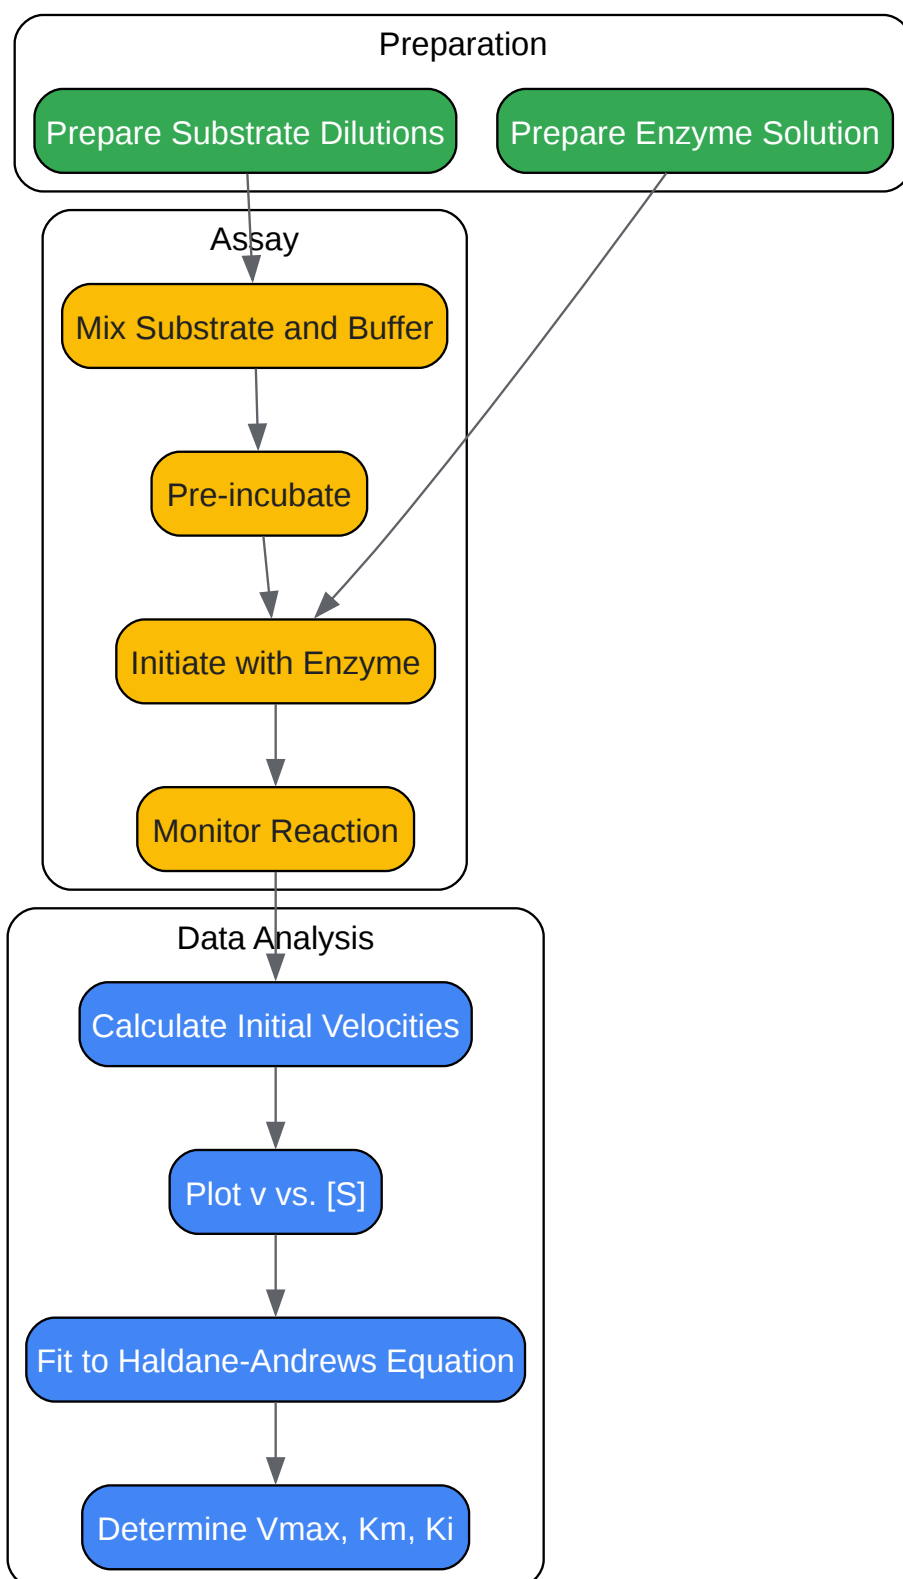 Preparation
Prepare Substrate Dilutions
Prepare Enzyme Solution
Assay
Mix Substrate and Buffer
Pre-incubate
Initiate with Enzyme
Monitor Reaction
Data Analysis
Calculate Initial Velocities
Plot v vs. [S]
Fit to Haldane-Andrews Equation
Determine Vmax, Km, Ki